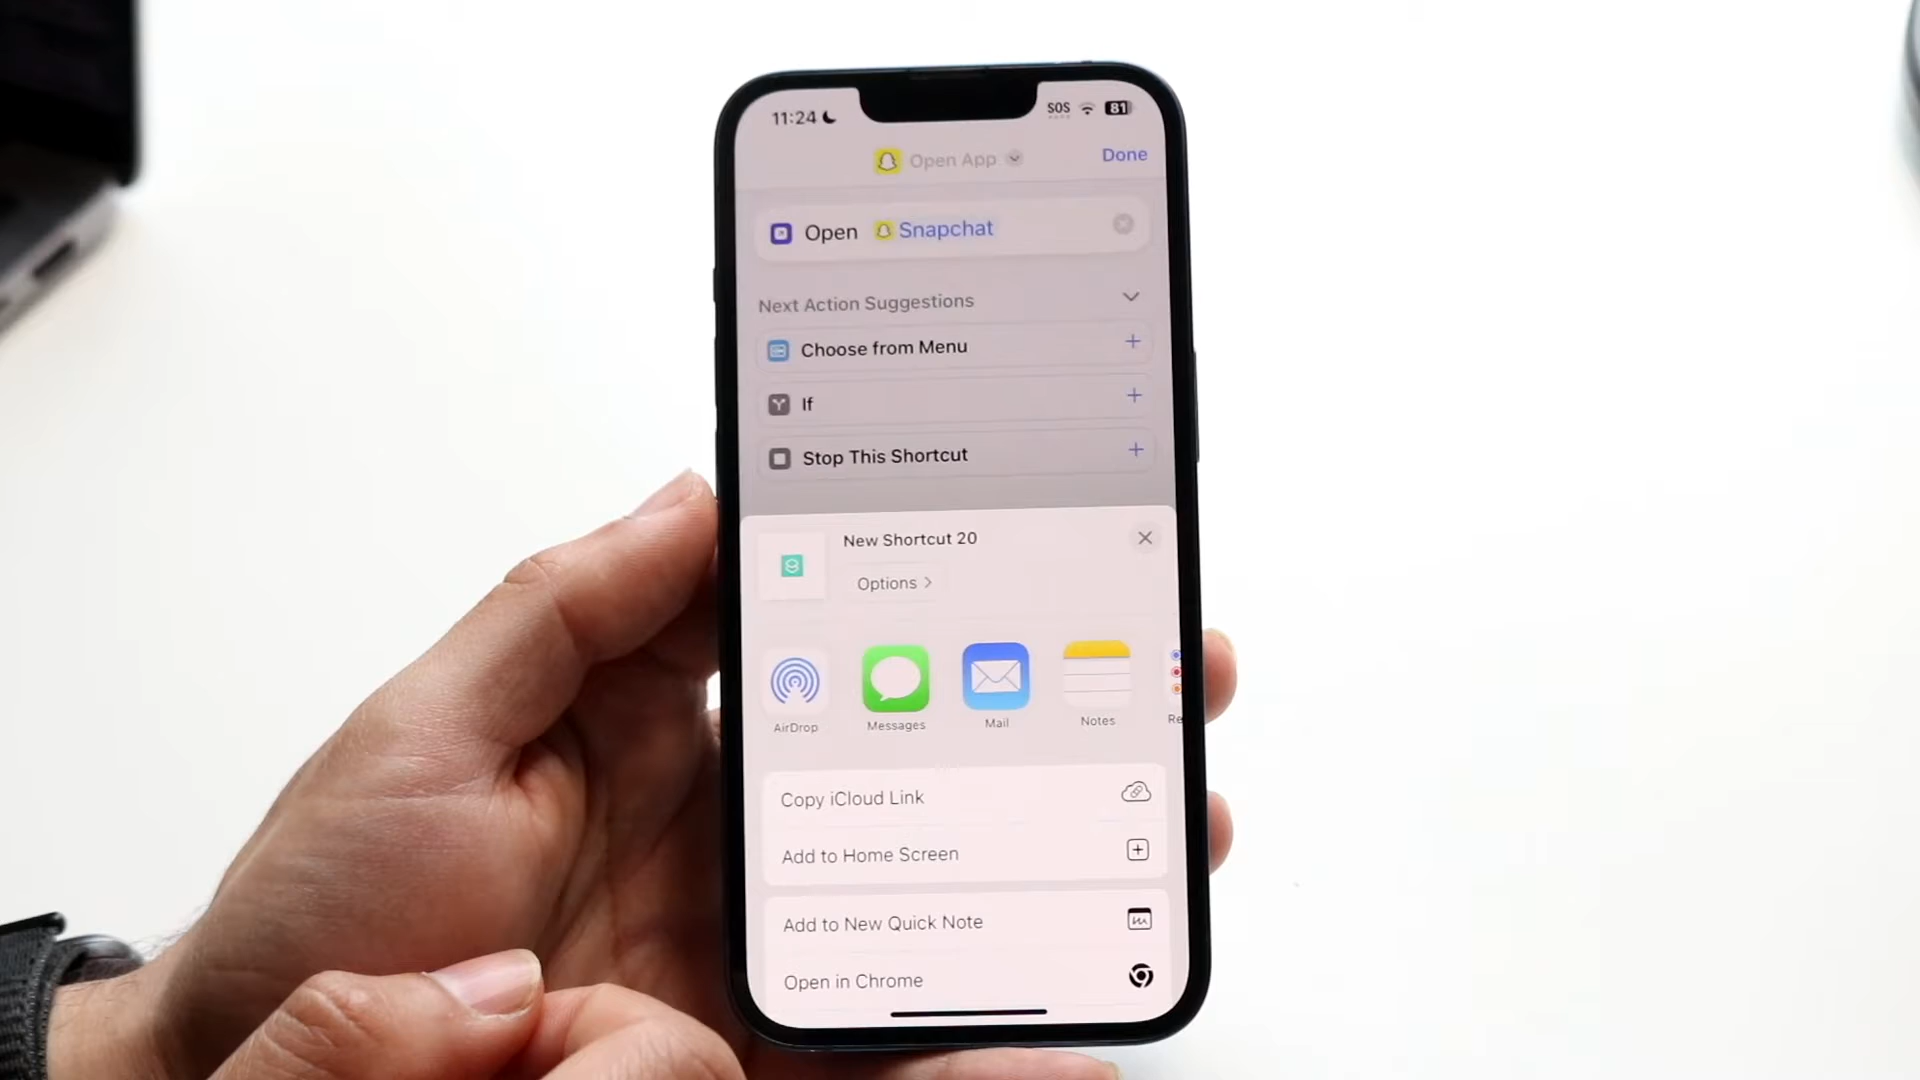 11:24
SOS
81
Open App
Done
Open Snapchat
Next Action Suggestions
Choose from Menu
If
Stop This Shortcut
New Shortcut 20
Options
AirDrop
Messages
Mail
Notes
Re
Copy iCloud Link
Add to Home Screen
Add to New Quick Note
Open in Chrome